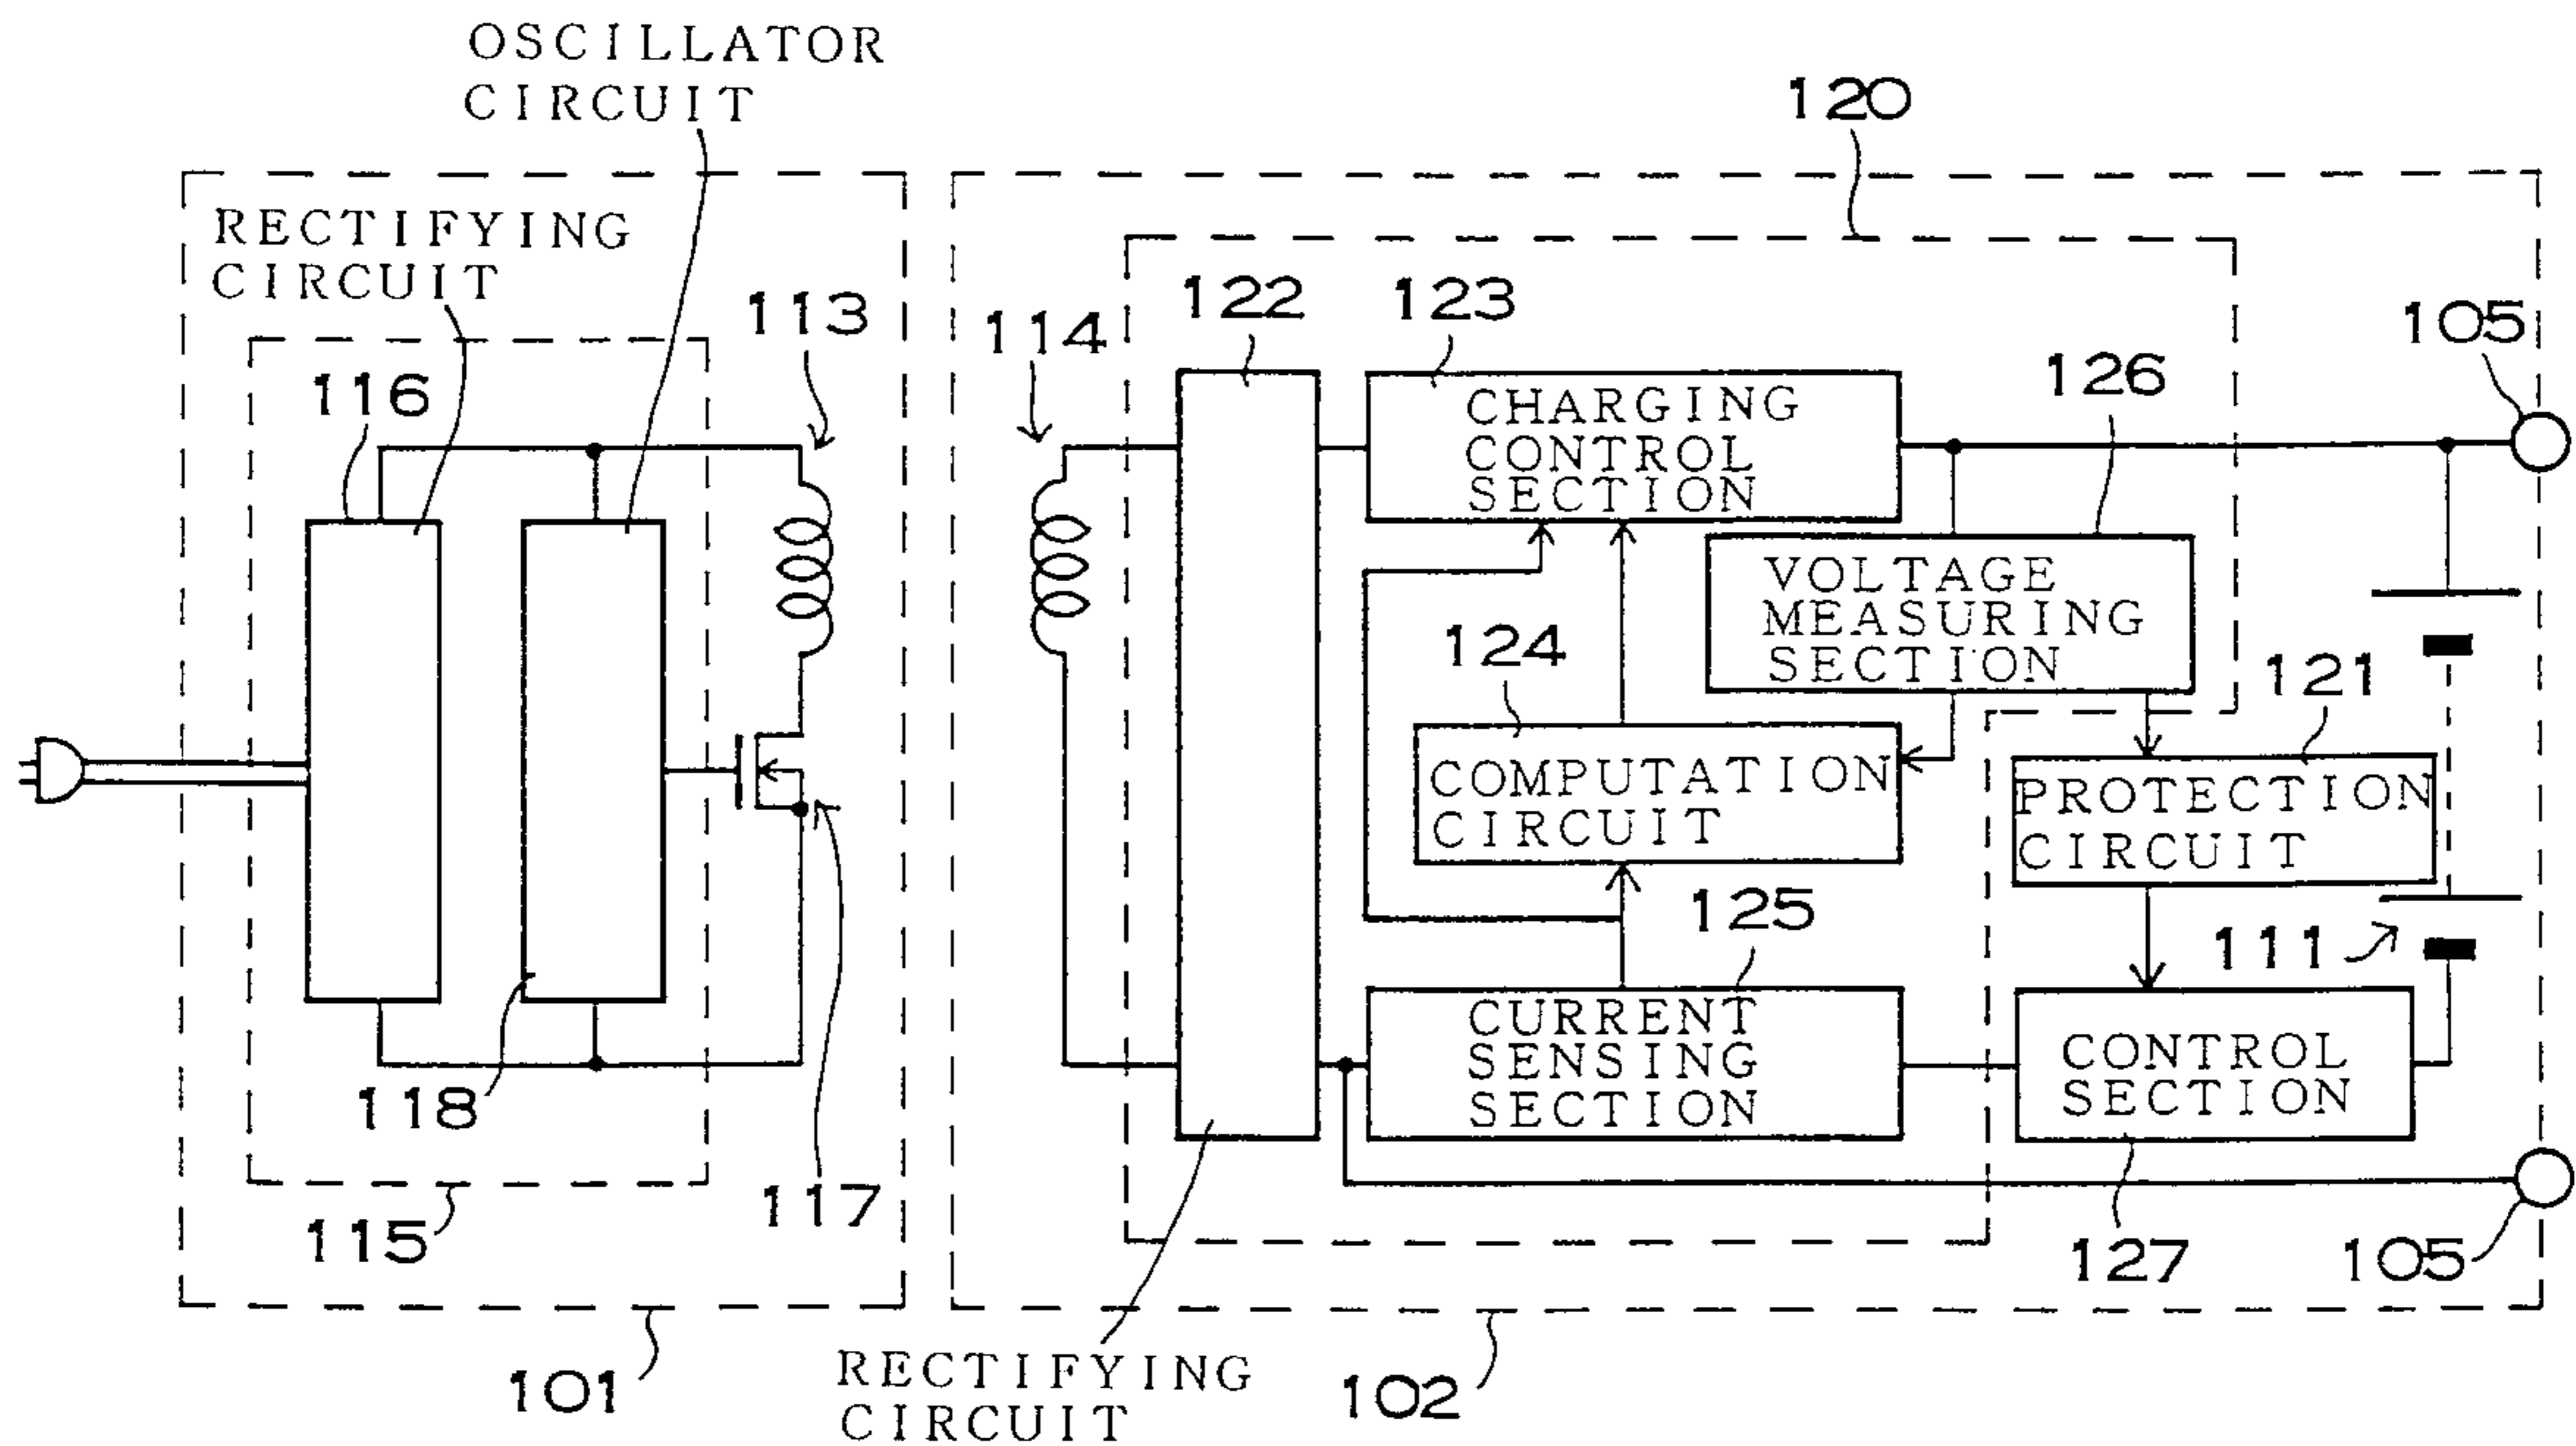 OSCILLATOR
CIRCUIT
120
RECTIFYING
CIRCUIT
113
114
122
123
105
116
126
CHARGING
CONTROL
SECTION
VOLTAGE
MEASURING
SECTION
124
121
COMPUTATION
CIRCUIT
PROTECTION
CIRCUIT
125
111
CURRENT
SENSING
SECTION
CONTROL
SECTION
118
117
115
127
105
101
RECTIFYING
CIRCUIT
102